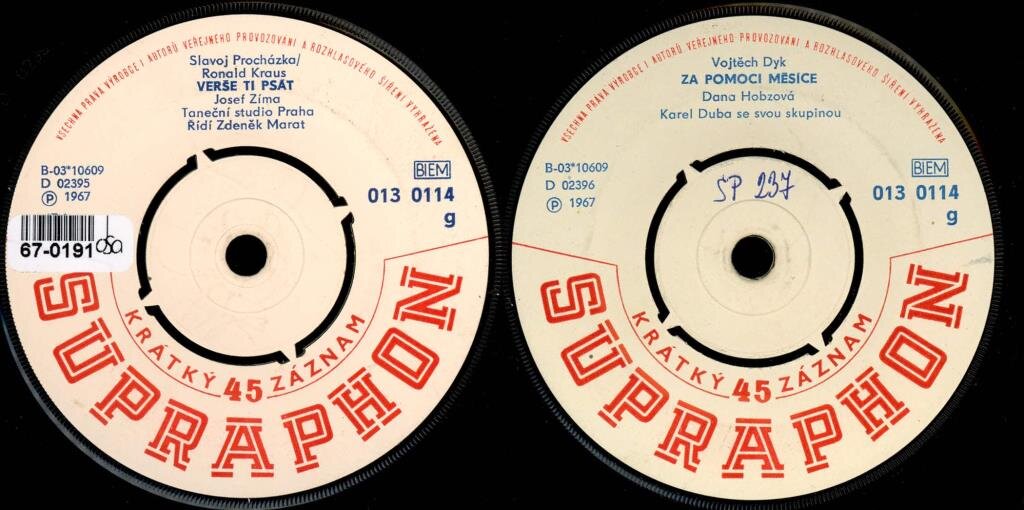 VŠECHNA PRÁVA VÝROBCE I AUTORŮ VEŘEJNÉHO PROVOZOVÁNÍ A ROZHLASOVÉHO ŠÍŘENÍ VYHRAZENA
Slavoj Procházka/
Ronald Kraus
VERŠE TI PSÁT
Josef Zíma
Taneční studio Praha
Řídí Zdeněk Marat
B-03*10609
D 02395
Ⓟ 1967
BIEM
013 0114
g
67-0191
KRÁTKÝ 45 ZÁZNAM
SUPRAPHON
VŠECHNA PRÁVA VÝROBCE I AUTORŮ VEŘEJNÉHO PROVOZOVÁNÍ A ROZHLASOVÉHO ŠÍŘENÍ VYHRAZENA
Vojtěch Dyk
ZA POMOCI MĚSÍCE
Dana Hobzová
Karel Duba se svou skupinou
B-03*10609
D 02396
Ⓟ 1967
BIEM
013 0114
g
SP 237
KRÁTKÝ 45 ZÁZNAM
SUPRAPHON